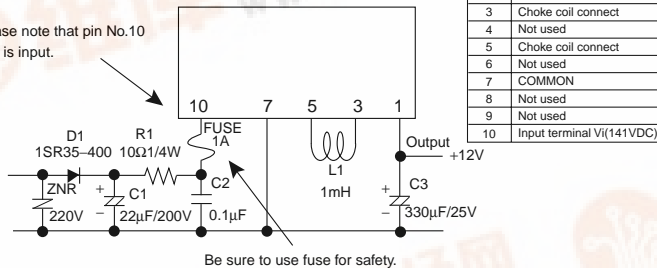 ase note that pin No.10
is input.
10 7 5 3 1
FUSE
1A
D1
1SR35–400
R1
10Ω1/4W
L1
1mH
Output
+12V
ZNR
220V
+
–
C1
22µF/200V
C2
0.1µF
+
–
C3
330µF/25V
Be sure to use fuse for safety.
3 Choke coil connect
4 Not used
5 Choke coil connect
6 Not used
7 COMMON
8 Not used
9 Not used
10 Input terminal Vi(141VDC)